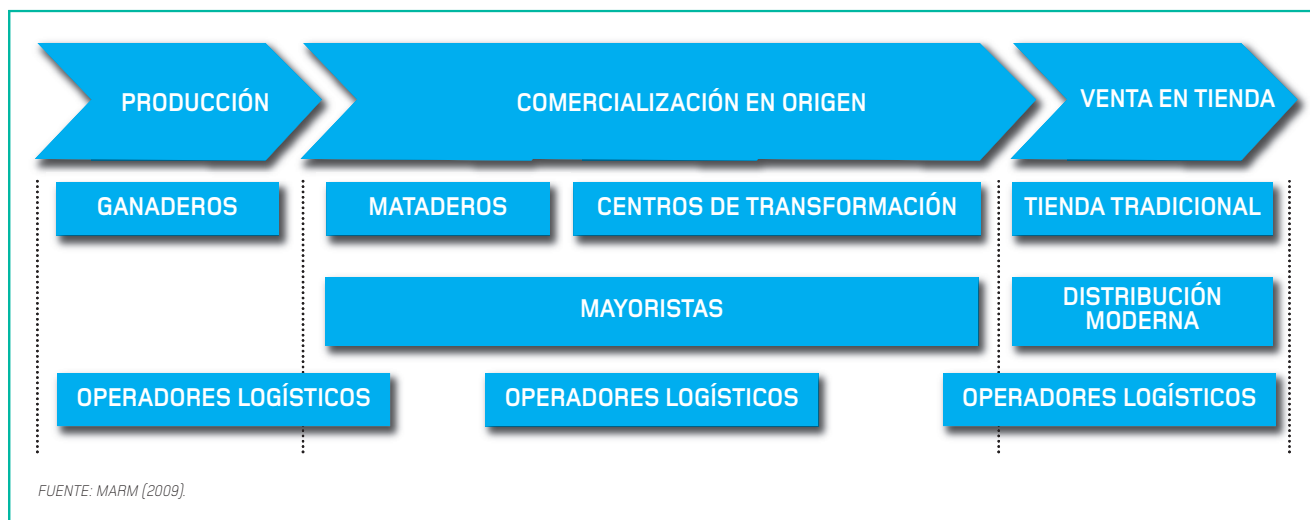 PRODUCCIÓN
COMERCIALIZACIÓN EN ORIGEN
VENTA EN TIENDA
GANADEROS
MATADEROS
CENTROS DE TRANSFORMACIÓN
TIENDA TRADICIONAL
MAYORISTAS
DISTRIBUCIÓN
MODERNA
OPERADORES LOGÍSTICOS
OPERADORES LOGÍSTICOS
OPERADORES LOGÍSTICOS
FUENTE: MARM (2009).